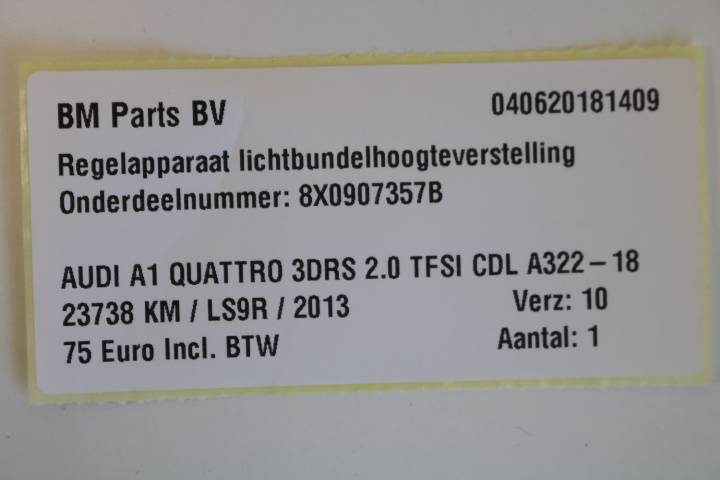 BM Parts BV 040620181409
Regelapparaat lichtbundelhoogteverstelling
Onderdeelnummer: 8X0907357B
AUDI A1 QUATTRO 3DRS 2.0 TFSI CDL A322-18
23738 KM / LS9R / 2013 Verz: 10
75 Euro Incl. BTW Aantal: 1